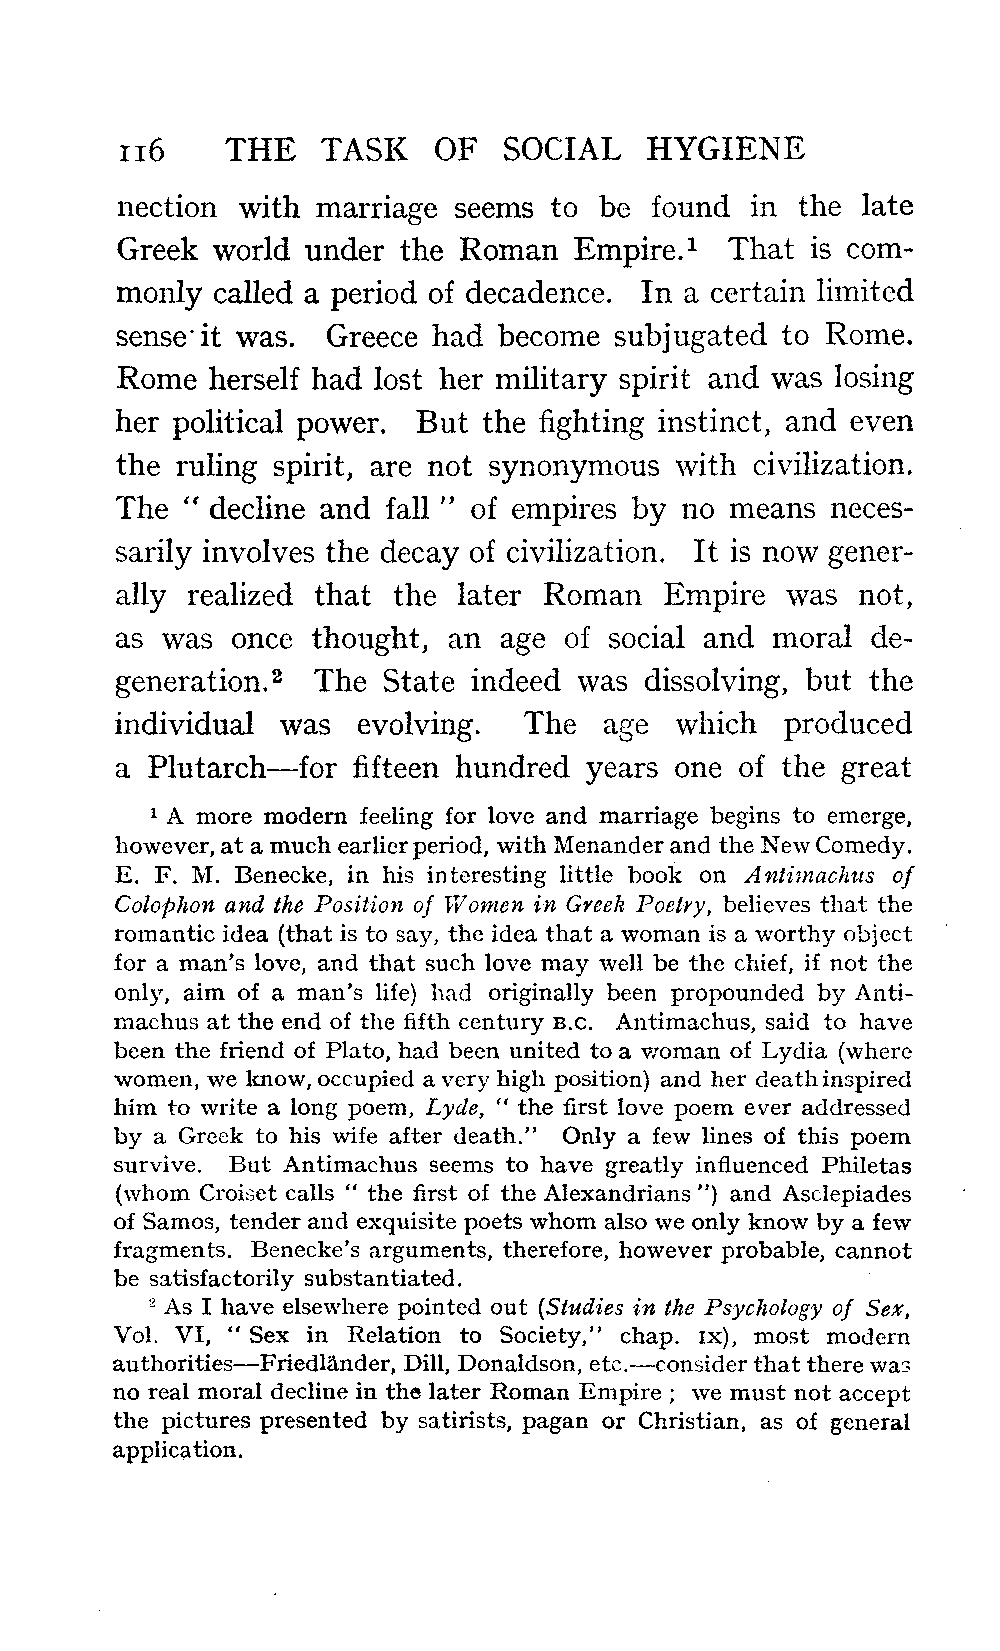 116 THE TASK OF SOCIAL HYGIENE
nection with marriage seems to be found in the late
Greek world under the Roman Empire.¹ That is com-
monly called a period of decadence. In a certain limited
sense it was. Greece had become subjugated to Rome.
Rome herself had lost her military spirit and was losing
her political power. But the fighting instinct, and even
the ruling spirit, are not synonymous with civilization.
The “ decline and fall ” of empires by no means neces-
sarily involves the decay of civilization. It is now gener-
ally realized that the later Roman Empire was not,
as was once thought, an age of social and moral de-
generation.² The State indeed was dissolving, but the
individual was evolving. The age which produced
a Plutarch—for fifteen hundred years one of the great
¹ A more modern feeling for love and marriage begins to emerge,
however, at a much earlier period, with Menander and the New Comedy.
E. F. M. Benecke, in his interesting little book on Antimachus of
Colophon and the Position of Women in Greek Poetry, believes that the
romantic idea (that is to say, the idea that a woman is a worthy object
for a man's love, and that such love may well be the chief, if not the
only, aim of a man's life) had originally been propounded by Anti-
machus at the end of the fifth century B.C. Antimachus, said to have
been the friend of Plato, had been united to a woman of Lydia (where
women, we know, occupied a very high position) and her death inspired
him to write a long poem, Lyde, “ the first love poem ever addressed
by a Greek to his wife after death.” Only a few lines of this poem
survive. But Antimachus seems to have greatly influenced Philetas
(whom Croiset calls “ the first of the Alexandrians ”) and Asclepiades
of Samos, tender and exquisite poets whom also we only know by a few
fragments. Benecke's arguments, therefore, however probable, cannot
be satisfactorily substantiated.
² As I have elsewhere pointed out (Studies in the Psychology of Sex,
Vol. VI, “ Sex in Relation to Society,” chap. IX), most modern
authorities—Friedländer, Dill, Donaldson, etc.—consider that there was
no real moral decline in the later Roman Empire ; we must not accept
the pictures presented by satirists, pagan or Christian, as of general
application.